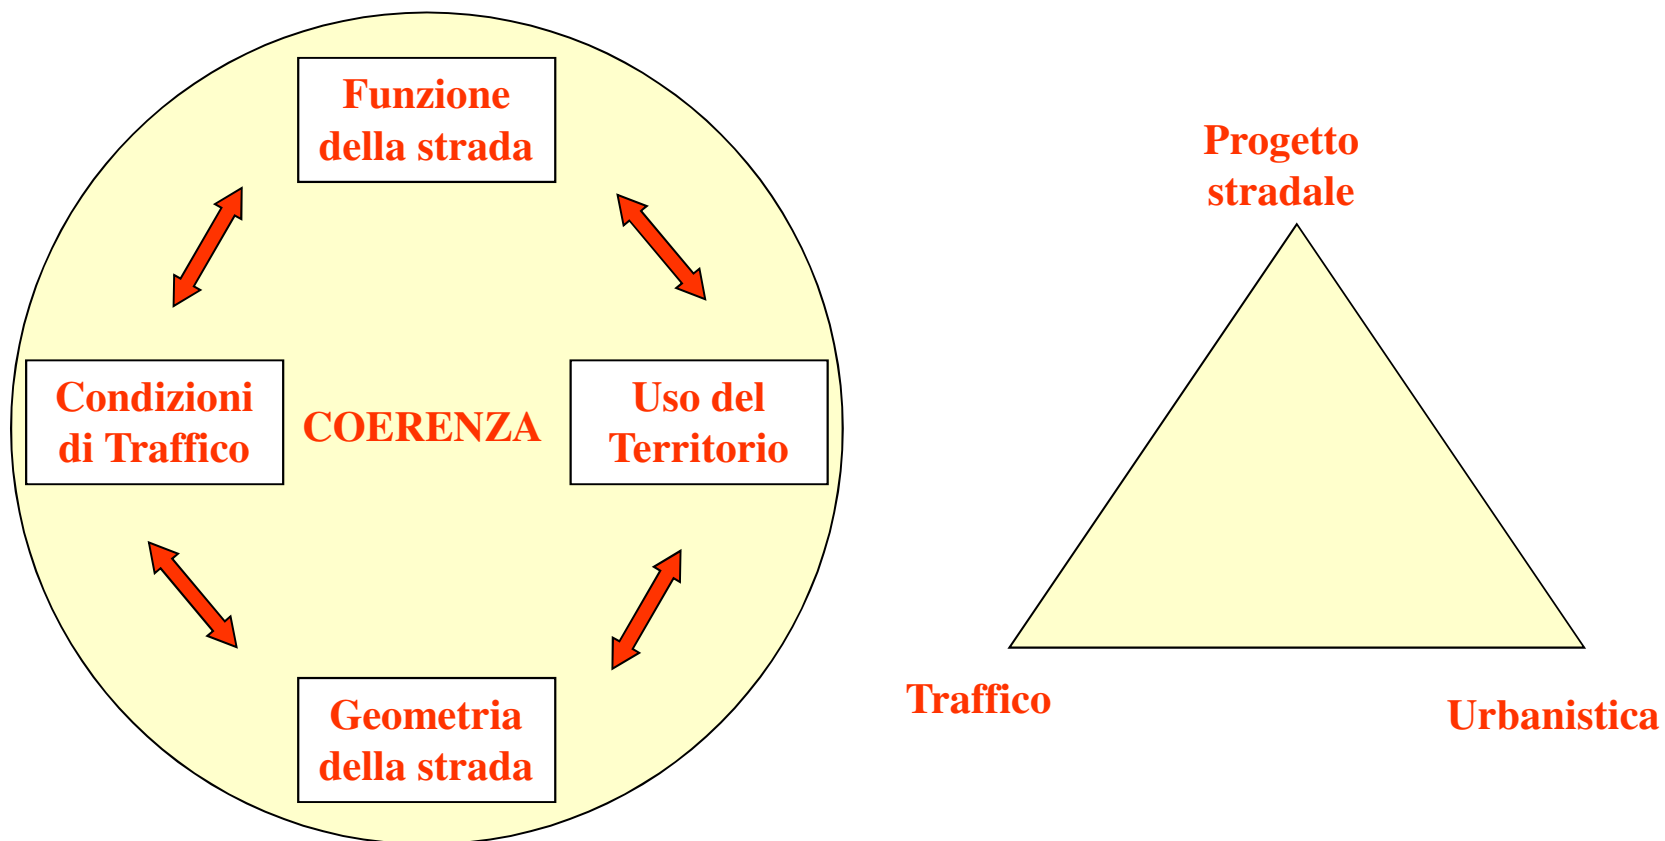 Funzione
della strada
Condizioni
di Traffico
COERENZA
Uso del
Territorio
Geometria
della strada
Progetto
stradale
Traffico
Urbanistica